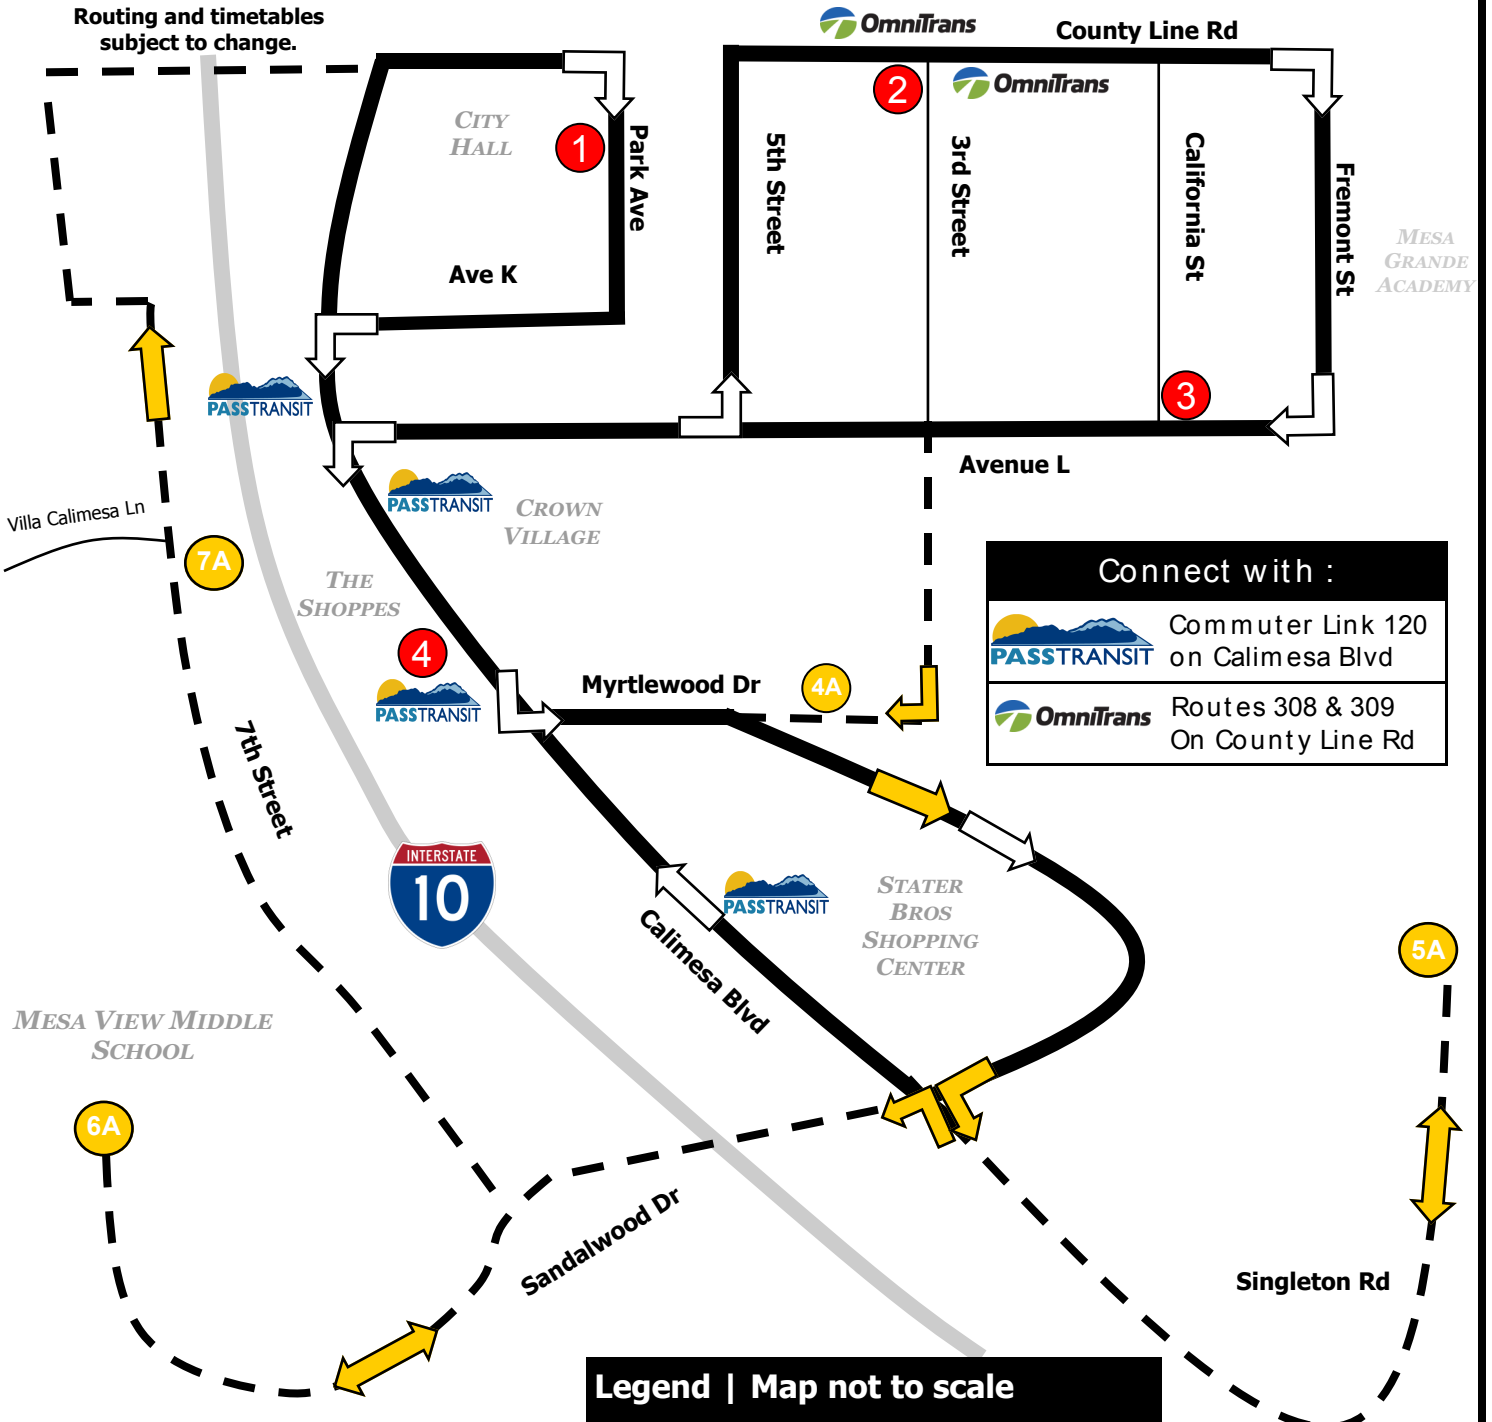 Routing and timetables
subject to change.
OmniTrans
County Line Rd
CITY
HALL
1
Park Ave
2
OmniTrans
5th Street
3rd Street
California St
Fremont St
MESA
GRANDE
ACADEMY
Ave K
PASSTRANSIT
3
Avenue L
PASSTRANSIT
CROWN
VILLAGE
Villa Calimesa Ln
7A
THE
SHOPPES
4
PASSTRANSIT
Myrtlewood Dr
4A
Connect with :
PASSTRANSIT
Commuter Link 120
on Calimesa Blvd
OmniTrans
Routes 308 & 309
On County Line Rd
7th Street
INTERSTATE
10
PASSTRANSIT
STATER
BROS
SHOPPING
CENTER
Calimesa Blvd
5A
MESA VIEW MIDDLE
SCHOOL
6A
Sandalwood Dr
Singleton Rd
Legend | Map not to scale